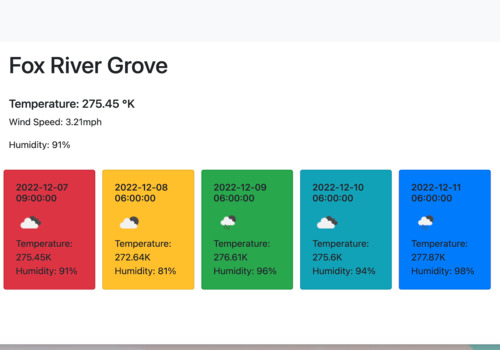 Fox River Grove
Temperature: 275.45 °K
Wind Speed: 3.21mph
Humidity: 91%
2022-12-07
09:00:00
Temperature:
275.45K
Humidity: 91%
2022-12-08
06:00:00
Temperature:
272.64K
Humidity: 81%
2022-12-09
06:00:00
Temperature:
276.61K
Humidity: 96%
2022-12-10
06:00:00
Temperature:
275.6K
Humidity: 94%
2022-12-11
06:00:00
Temperature:
277.87K
Humidity: 98%